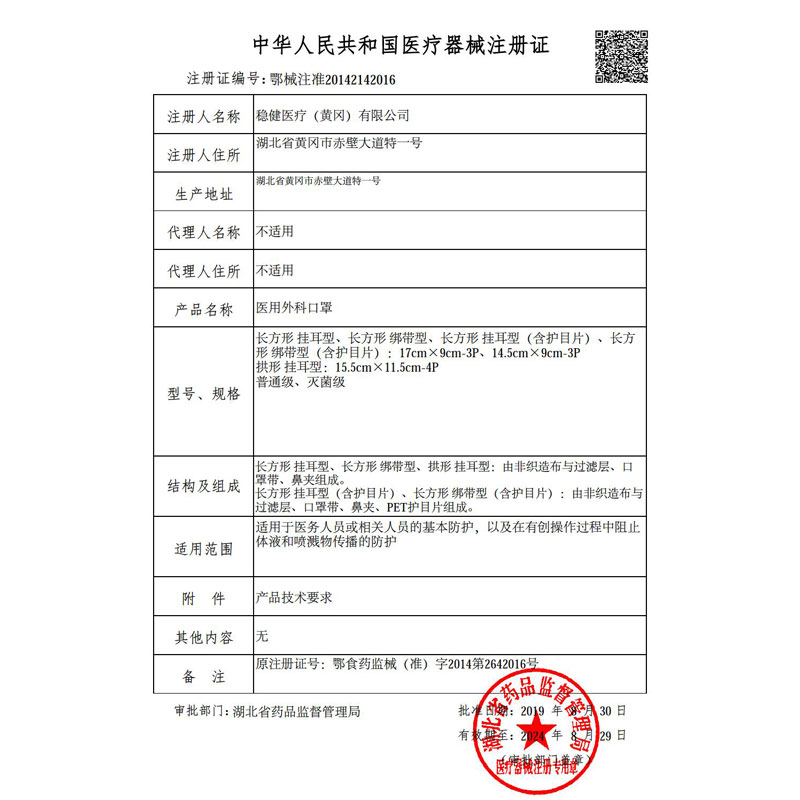 中华人民共和国医疗器械注册证
注册证编号:鄂械注准20142142016
注册人名称 稳健医疗（黄冈）有限公司
注册人住所 湖北省黄冈市赤壁大道特一号
生产地址 湖北省黄冈市赤壁大道特一号
代理人名称 不适用
代理人住所 不适用
产品名称 医用外科口罩
型号、规格
长方形 挂耳型、长方形 绑带型、长方形 挂耳型（含护目片）、长方
形 绑带型（含护目片）: 17cm×9cm-3P、14.5cm×9cm-3P
拱形 挂耳型: 15.5cm×11.5cm-4P
普通级、灭菌级
结构及组成
长方形 挂耳型、长方形 绑带型、拱形 挂耳型: 由非织造布与过滤层、口
罩带、鼻夹组成。
长方形 挂耳型（含护目片）、长方形 绑带型（含护目片）: 由非织造布与
过滤层、口罩带、鼻夹、PET护目片组成。
适用范围
适用于医务人员或相关人员的基本防护，以及在有创操作过程中阻止
体液和喷溅物传播的防护
附 件 产品技术要求
其他内容 无
备 注 原注册证号: 鄂食药监械（准）字2014第2642016号
审批部门: 湖北省药品监督管理局
批准日期: 2019 年 月 30 日
有效期至: 2024 年 8 月 29 日
（审批部门盖章）
湖北省药品监督管理局
医疗器械注册专用章